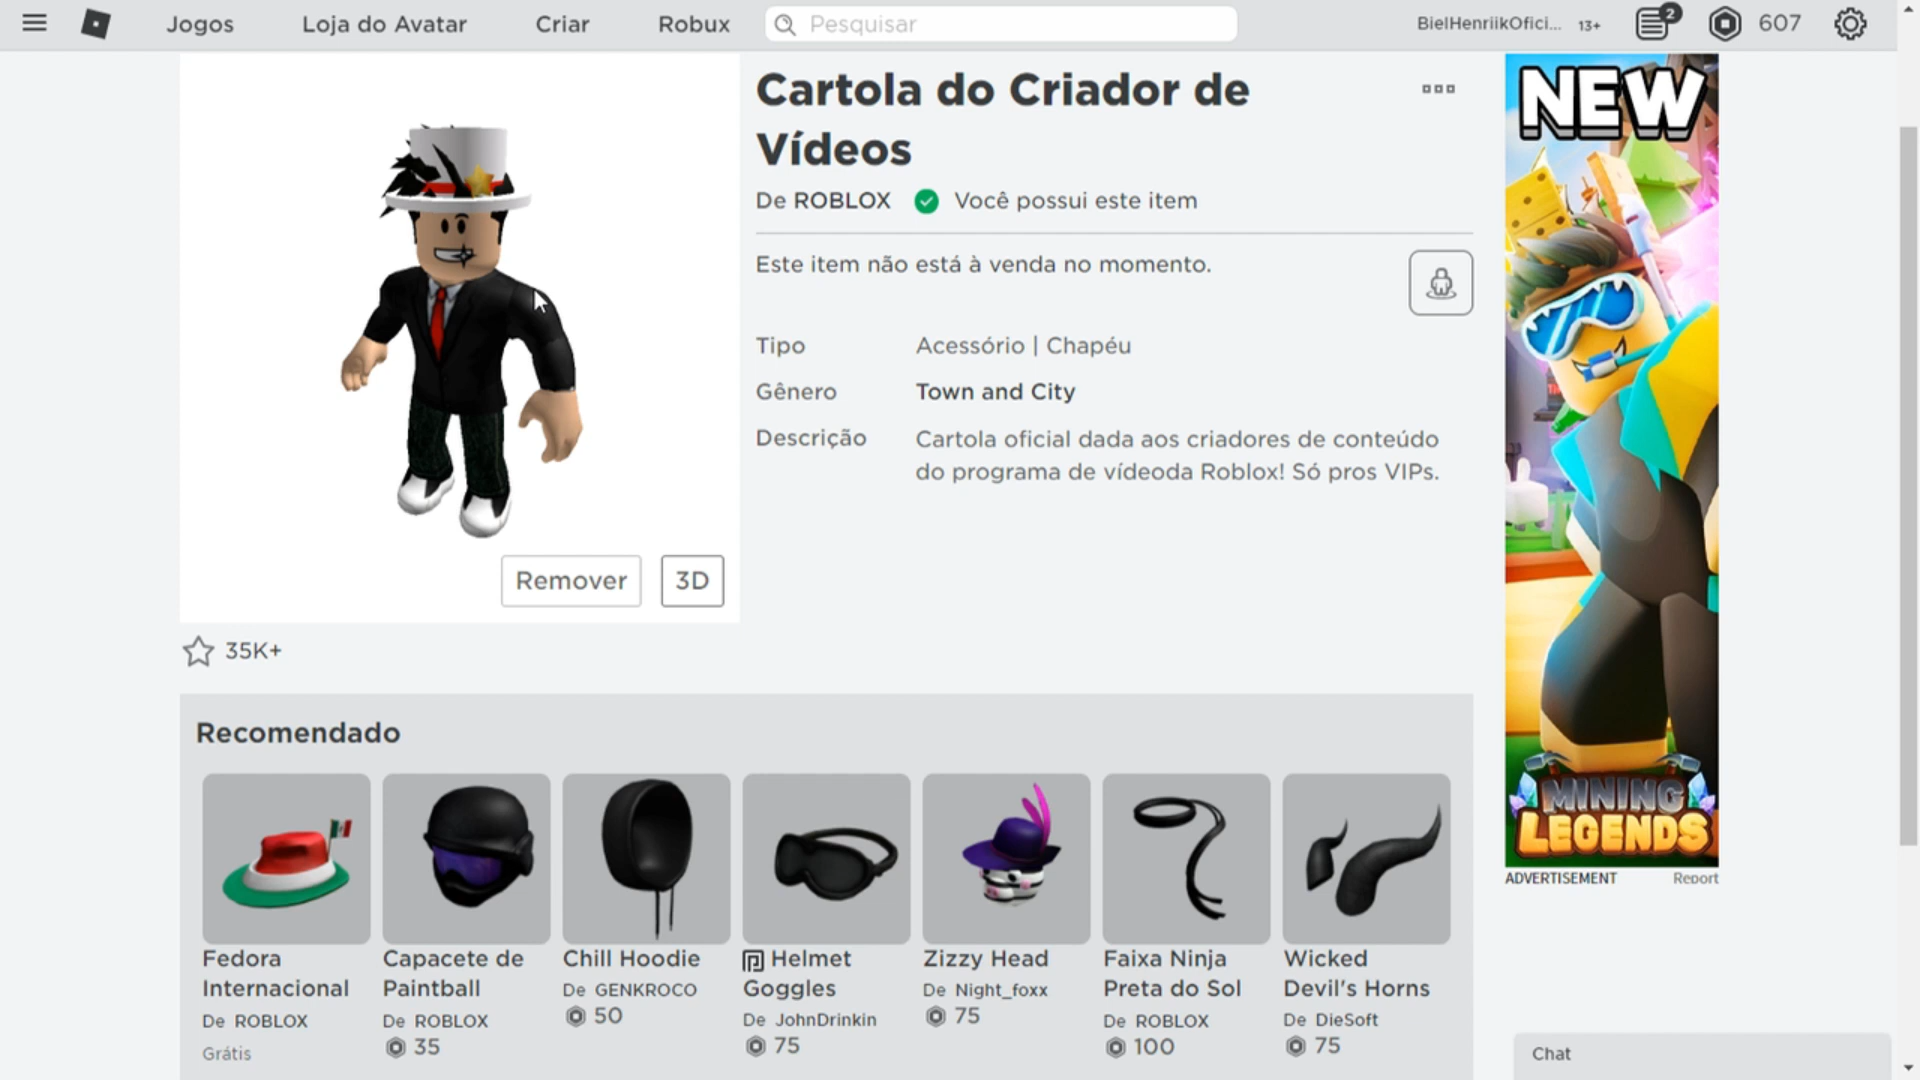 Jogos Loja do Avatar Criar Robux Pesquisar BielHenriikOfici... 13+ 2 607
Cartola do Criador de
Vídeos
De ROBLOX Você possui este item
Este item não está à venda no momento.
Tipo Acessório | Chapéu
Gênero Town and City
Descrição Cartola oficial dada aos criadores de conteúdo
do programa de vídeoda Roblox! Só pros VIPs.
Remover 3D
35K+
NEW
MINING
LEGENDS
ADVERTISEMENT Report
Recomendado
Fedora
Internacional
De ROBLOX
Grátis
Capacete de
Paintball
De ROBLOX
35
Chill Hoodie
De GENKROCO
50
Helmet
Goggles
De JohnDrinkin
75
Zizzy Head
De Night_foxx
75
Faixa Ninja
Preta do Sol
De ROBLOX
100
Wicked
Devil's Horns
De DieSoft
75
Chat